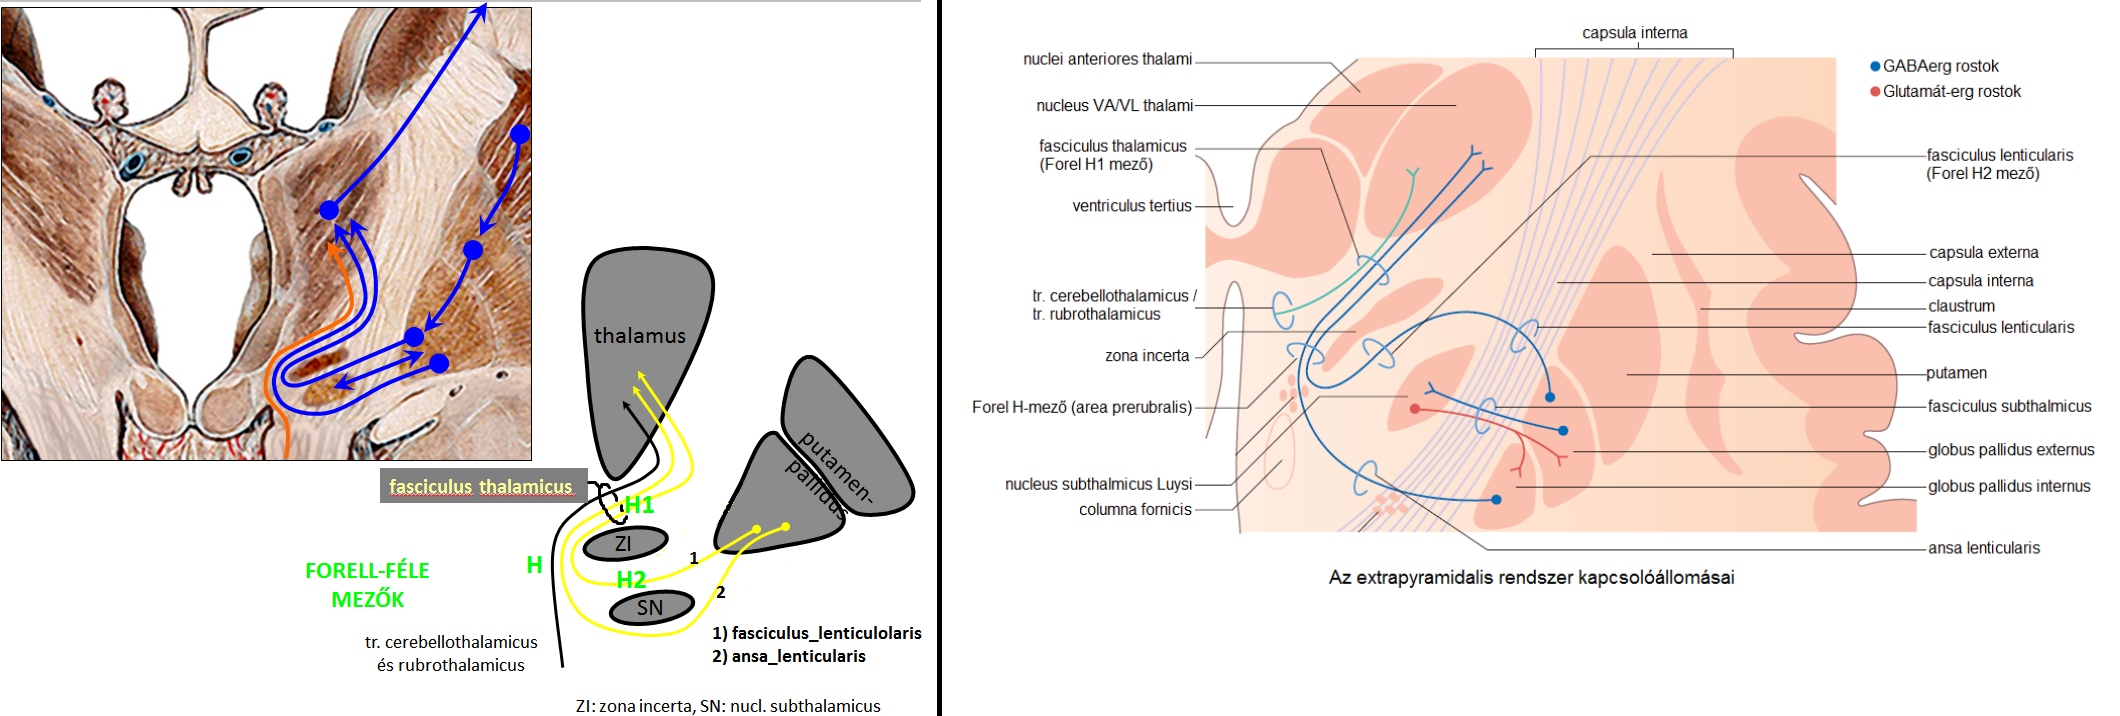 thalamus
putamen-
pallidus
fasciculus thalamicus
H1
ZI
H
H2
1
FORELL-FÉLE
MEZŐK
SN
2
tr. cerebellothalamicus
és rubrothalamicus
1) fasciculus_lenticulolaris
2) ansa_lenticularis
ZI: zona incerta, SN: nucl. subthalamicus
capsula interna
nuclei anteriores thalami
nucleus VA/VL thalami
fasciculus thalamicus
(Forel H1 mező)
ventriculus tertius
tr. cerebellothalamicus /
tr. rubrothalamicus
zona incerta
Forel H-mező (area prerubralis)
nucleus subthalmicus Luysi
columna fornicis
GABAerg rostok
Glutamát-erg rostok
fasciculus lenticularis
(Forel H2 mező)
capsula externa
capsula interna
claustrum
fasciculus lenticularis
putamen
fasciculus subthalmicus
globus pallidus externus
globus pallidus internus
ansa lenticularis
Az extrapyramidalis rendszer kapcsolóállomásai